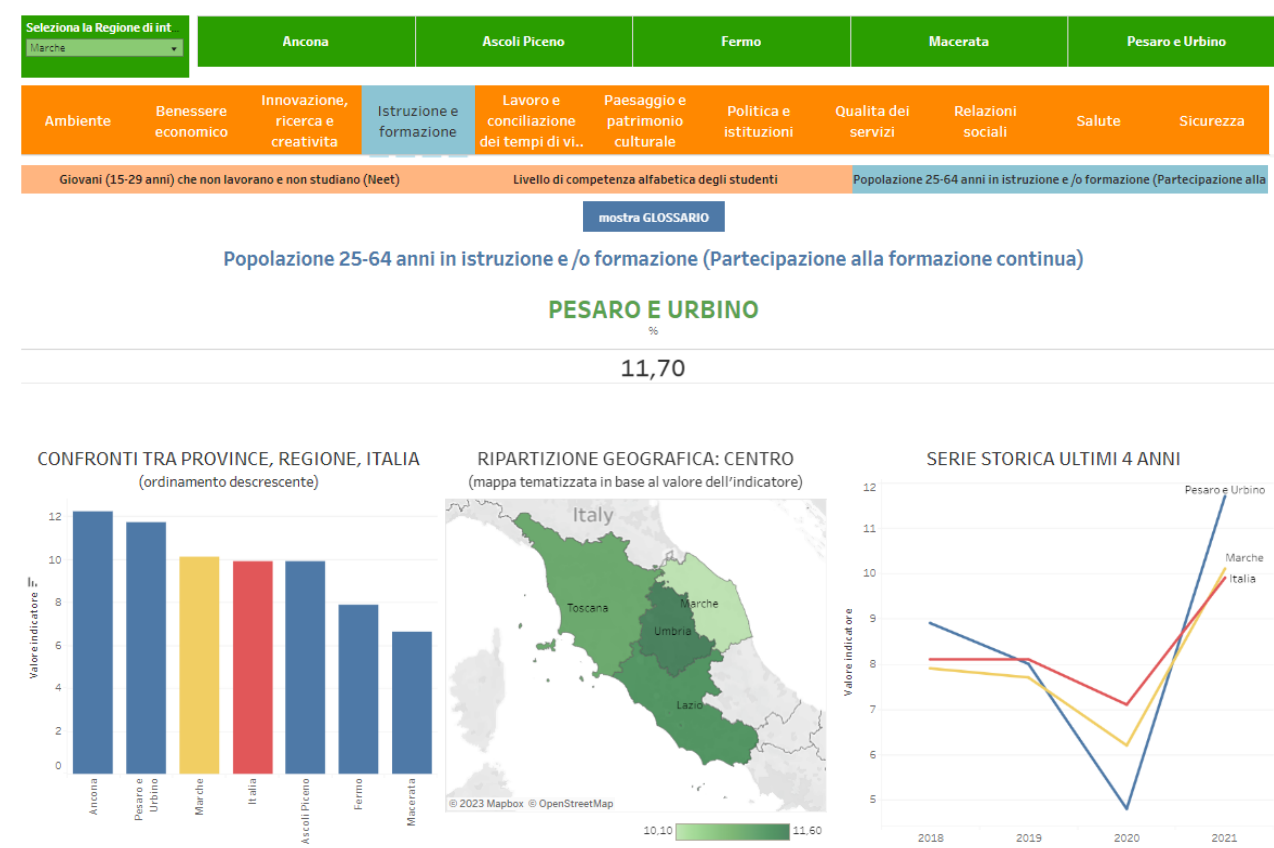 Seleziona la Regione di int...
Marche
Ancona
Ascoli Piceno
Fermo
Macerata
Pesaro e Urbino
Ambiente
Benessere
economico
Innovazione,
ricerca e
creativita
Istruzione e
formazione
Lavoro e
conciliazione
dei tempi di vi..
Paesaggio e
patrimonio
culturale
Politica e
istituzioni
Qualita dei
servizi
Relazioni
sociali
Salute
Sicurezza
Giovani (15-29 anni) che non lavorano e non studiano (Neet)
Livello di competenza alfabetica degli studenti
Popolazione 25-64 anni in istruzione e /o formazione (Partecipazione alla
mostra GLOSSARIO
Popolazione 25-64 anni in istruzione e /o formazione (Partecipazione alla formazione continua)
PESARO E URBINO
%
11,70
CONFRONTI TRA PROVINCE, REGIONE, ITALIA
(ordinamento descrescente)
Valore indicatore
12
10
8
6
4
2
0
Ancona
Pesaro e
Urbino
Marche
Italia
Ascoli Piceno
Fermo
Macerata
RIPARTIZIONE GEOGRAFICA: CENTRO
(mappa tematizzata in base al valore dell'indicatore)
Italy
Toscana
Marche
Umbria
Lazio
© 2023 Mapbox © OpenStreetMap
10,10
11,60
SERIE STORICA ULTIMI 4 ANNI
Valore indicatore
12
11
10
9
8
7
6
5
Pesaro e Urbino
Marche
Italia
2018
2019
2020
2021